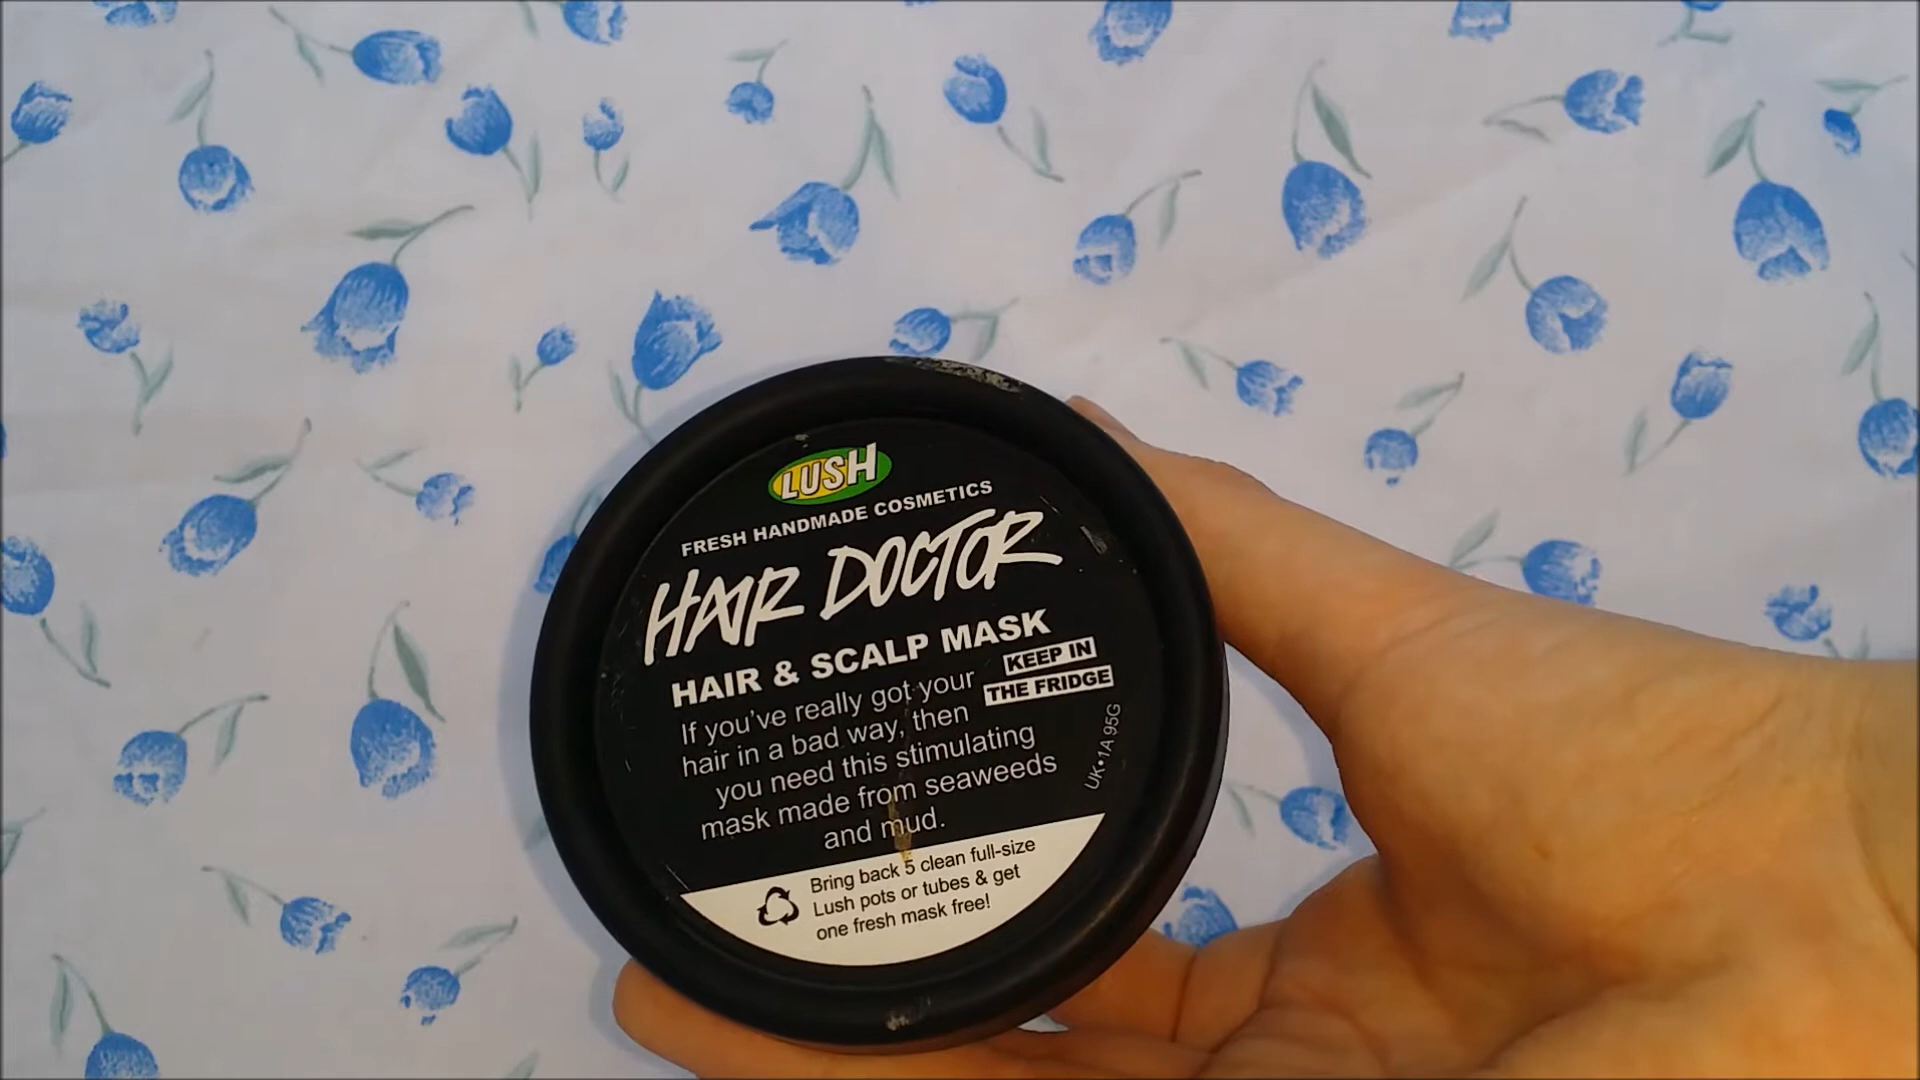 LUSH
FRESH HANDMADE COSMETICS
HAIR DOCTOR
HAIR & SCALP MASK
KEEP IN
THE FRIDGE
If you've really got your
hair in a bad way, then
you need this stimulating
mask made from seaweeds
and mud.
UK•1A 95G
Bring back 5 clean full-size
Lush pots or tubes & get
one fresh mask free!